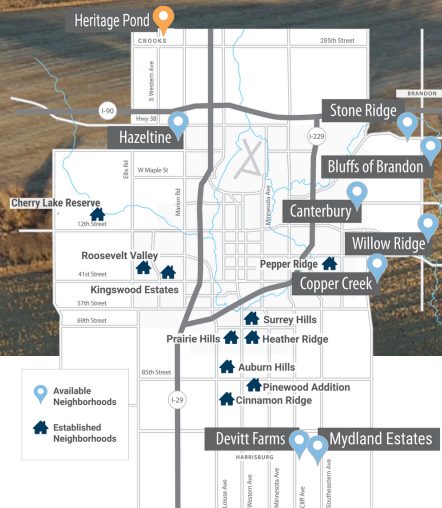 Heritage Pond
CROOKS
285th Street
S Western Ave
BRANDON
I-90
Stone Ridge
Hwy 38
I-229
Hazeltine
Bluffs of Brandon
Ellis Rd
W Maple St
Marion Rd
Minnesota Ave
Canterbury
Cherry Lake Reserve
12th Street
Willow Ridge
Roosevelt Valley
Pepper Ridge
41st Street
Copper Creek
Kingswood Estates
57th Street
69th Street
Surrey Hills
Prairie Hills
Heather Ridge
85th Street
Auburn Hills
Available
Neighborhoods
Pinewood Addition
I-29
Cinnamon Ridge
Established
Neighborhoods
Devitt Farms
Mydland Estates
HARRISBURG
Louise Ave
Western Ave
Minnesota Ave
Cliff Ave
Southeastern Ave